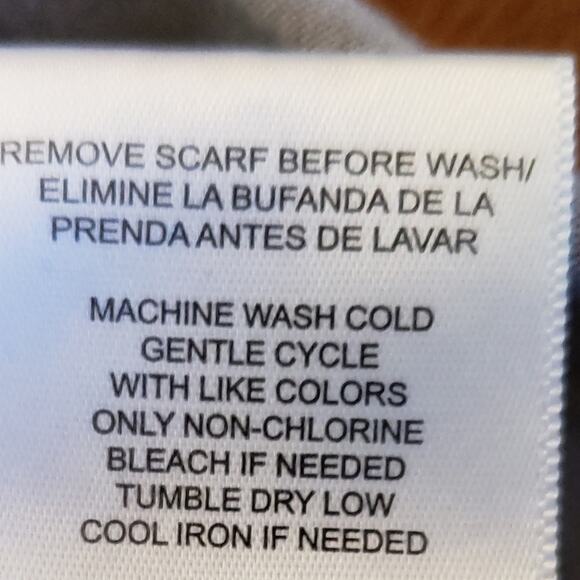 REMOVE SCARF BEFORE WASH/
ELIMINE LA BUFANDA DE LA
PRENDA ANTES DE LAVAR
MACHINE WASH COLD
GENTLE CYCLE
WITH LIKE COLORS
ONLY NON-CHLORINE
BLEACH IF NEEDED
TUMBLE DRY LOW
COOL IRON IF NEEDED